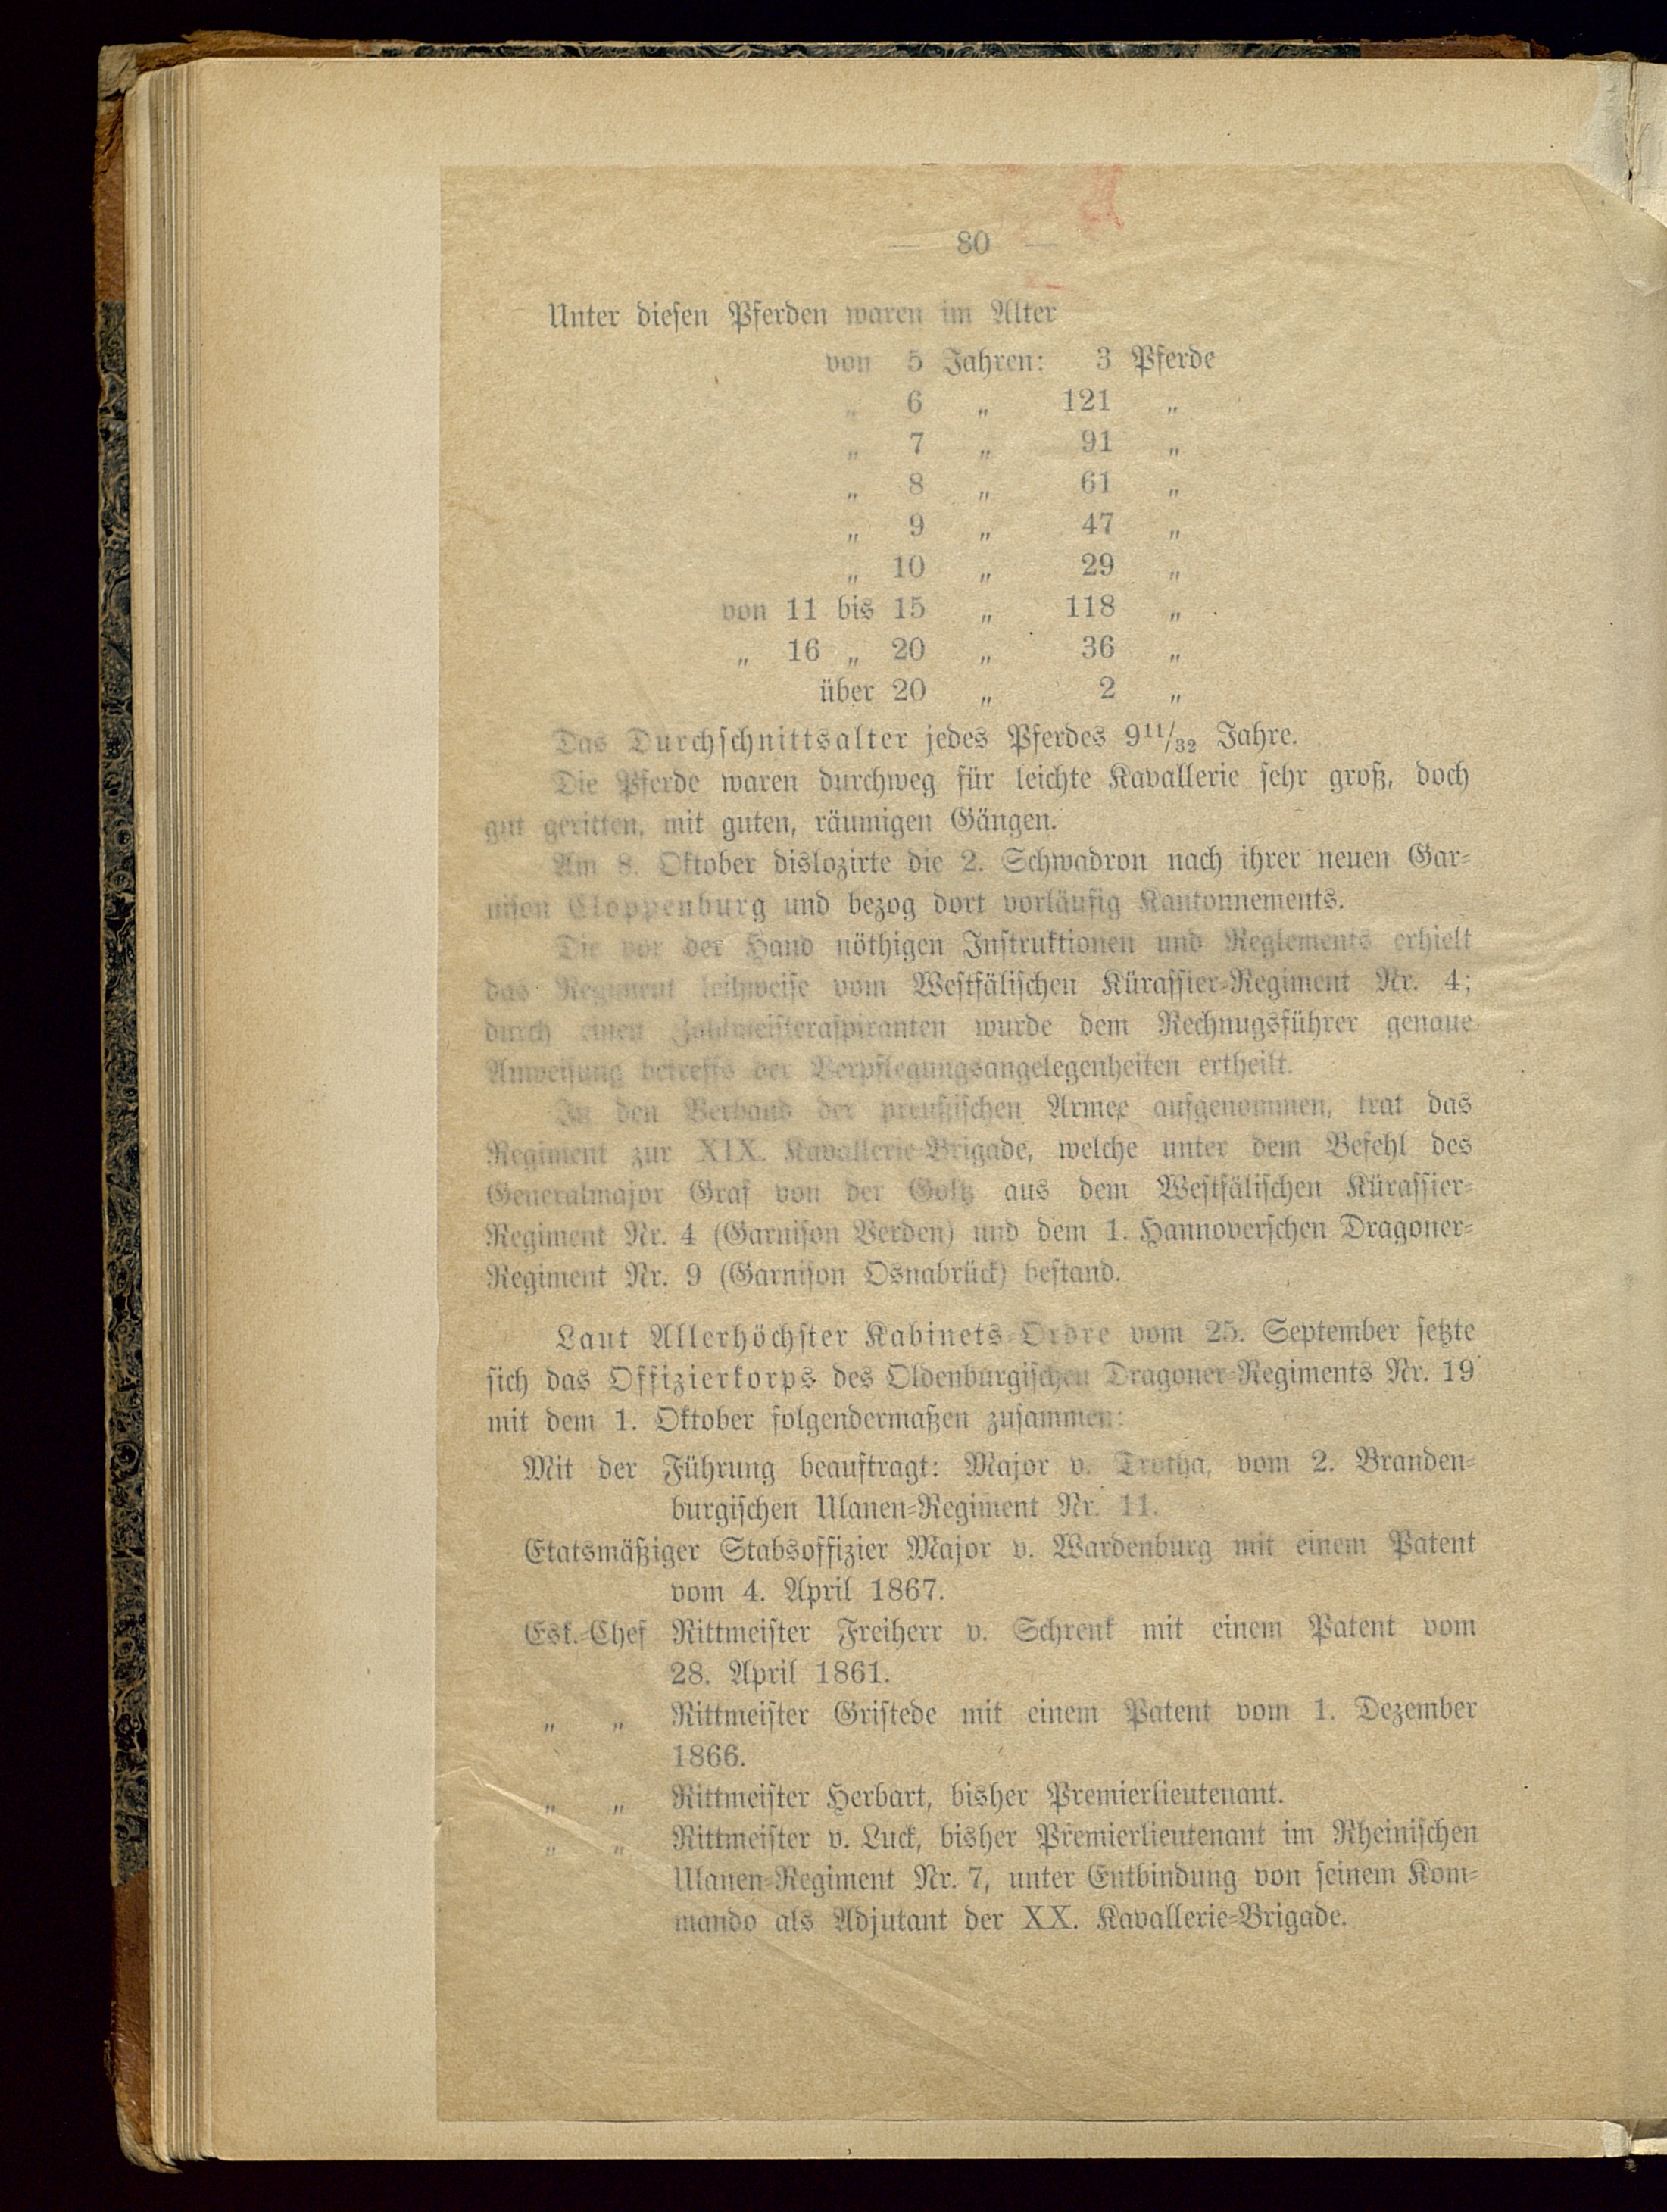 — 80 —
Unter diesen Pferden waren im Alter
von 5 Jahren: 3 Pferde
„ 6 „ 121 „
„ 7 „ 91 „
„ 8 „ 61 „
„ 9 „ 47 „
„ 10 „ 29 „
von 11 bis 15 „ 118 „
„ 16 „ 20 „ 36 „
über 20 „ 2 „
Das Durchschnittsalter jedes Pferdes 9¹¹/₃₂ Jahre.
Die Pferde waren durchweg für leichte Kavallerie sehr groß, doch
gut geritten, mit guten, räumigen Gängen.
Am 8. Oktober dislozirte die 2. Schwadron nach ihrer neuen Gar-
nison Cloppenburg und bezog dort vorläufig Kantonnements.
Die vor der Hand nöthigen Instruktionen und Reglements erhielt
das Regiment leihweise vom Westfälischen Kürassier-Regiment Nr. 4;
durch einen Zahlmeisteraspiranten wurde dem Rechnugsführer genaue
Anweisung betreffs der Verpflegungsangelegenheiten ertheilt.
In den Verband der preußischen Armee aufgenommen, trat das
Regiment zur XIX. Kavallerie-Brigade, welche unter dem Befehl des
Generalmajor Graf von der Goltz aus dem Westfälischen Kürassier-
Regiment Nr. 4 (Garnison Verden) und dem 1. Hannoverschen Dragoner-
Regiment Nr. 9 (Garnison Osnabrück) bestand.
Laut Allerhöchster Kabinets-Ordre vom 25. September setzte
sich das Offizierkorps des Oldenburgischen Dragoner-Regiments Nr. 19
mit dem 1. Oktober folgendermaßen zusammen:
Mit der Führung beauftragt: Major v. Trotha, vom 2. Branden-
burgischen Ulanen-Regiment Nr. 11.
Etatsmäßiger Stabsoffizier Major v. Wardenburg mit einem Patent
vom 4. April 1867.
Esk.-Chef Rittmeister Freiherr v. Schrenk mit einem Patent vom
28. April 1861.
„ „ Rittmeister Gristede mit einem Patent vom 1. Dezember
1866.
„ „ Rittmeister Herbart, bisher Premierlieutenant.
„ „ Rittmeister v. Luck, bisher Premierlieutenant im Rheinischen
Ulanen-Regiment Nr. 7, unter Entbindung von seinem Kom-
mando als Adjutant der XX. Kavallerie-Brigade.